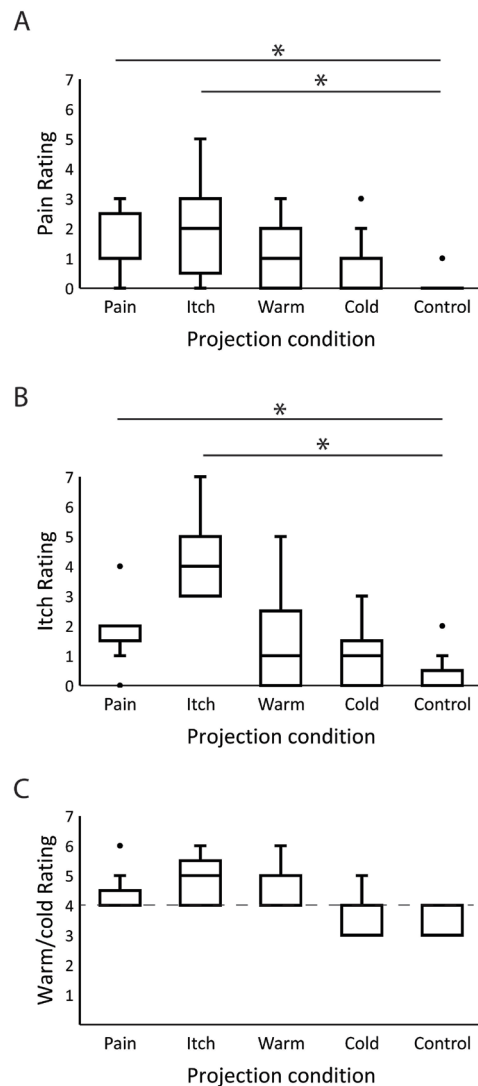 A
*
*
7
6
5
4
3
2
1
0
Pain Rating
Pain Itch Warm Cold Control
Projection condition
B
*
*
7
6
5
4
3
2
1
0
Itch Rating
Pain Itch Warm Cold Control
Projection condition
C
7
6
5
4
3
2
1
Warm/cold Rating
Pain Itch Warm Cold Control
Projection condition